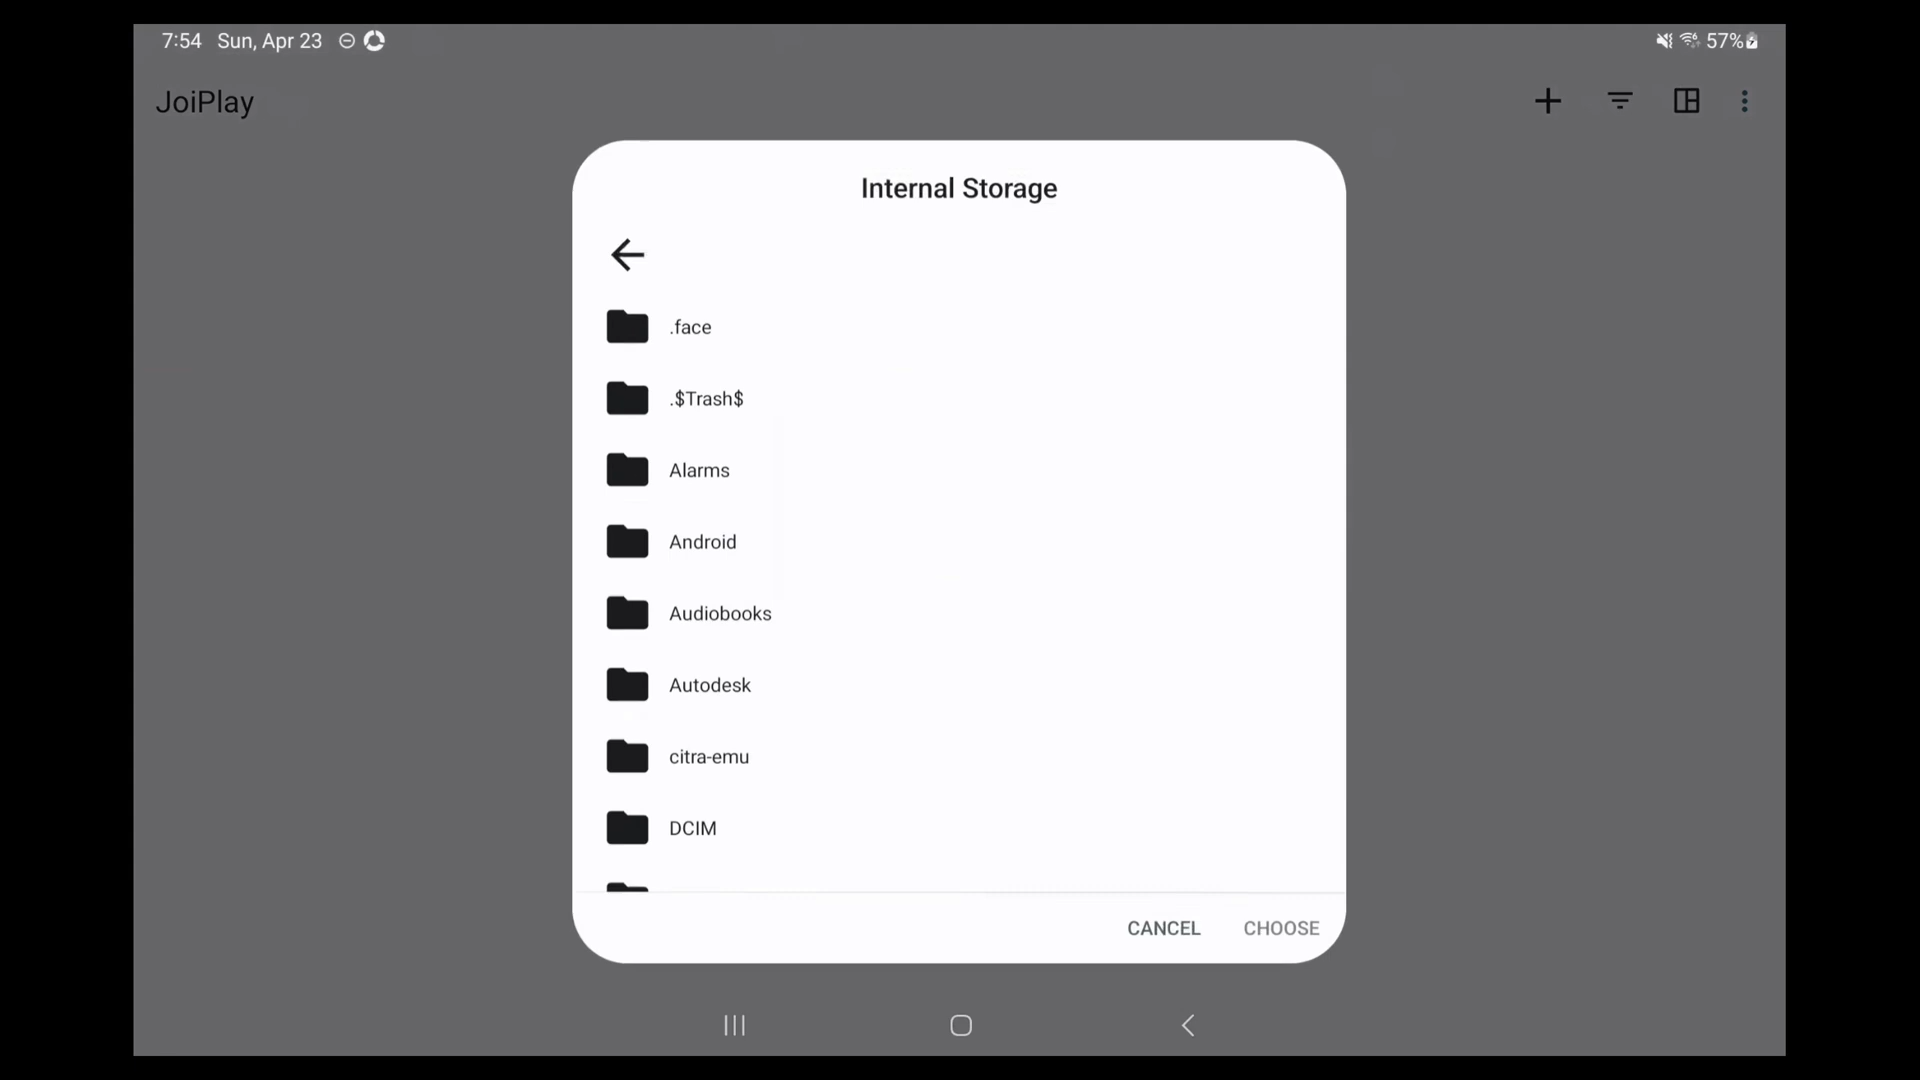 7:54 Sun, Apr 23 57%
JoiPlay
Internal Storage
.face
.$Trash$
Alarms
Android
Audiobooks
Autodesk
citra-emu
DCIM
CANCEL CHOOSE